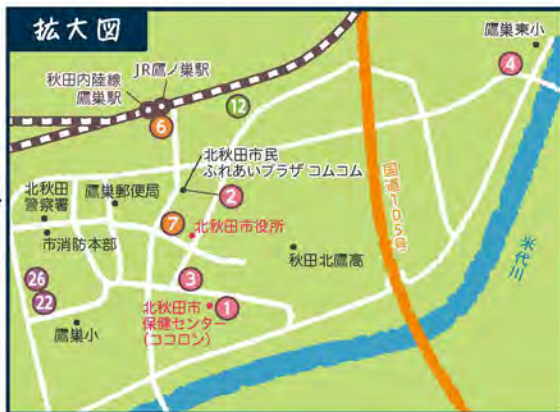 拡大図
鷹巣東小
4
JR鷹ノ巣駅
秋田内陸線
鷹巣駅
12
6
北秋田市民
ふれあいプラザ コムコム
2
北秋田
警察署
鷹巣郵便局
7
北秋田市役所
国道105号
米代川
市消防本部
秋田北鷹高
26
22
3
北秋田市
保健センター
(ココロン)
1
鷹巣小